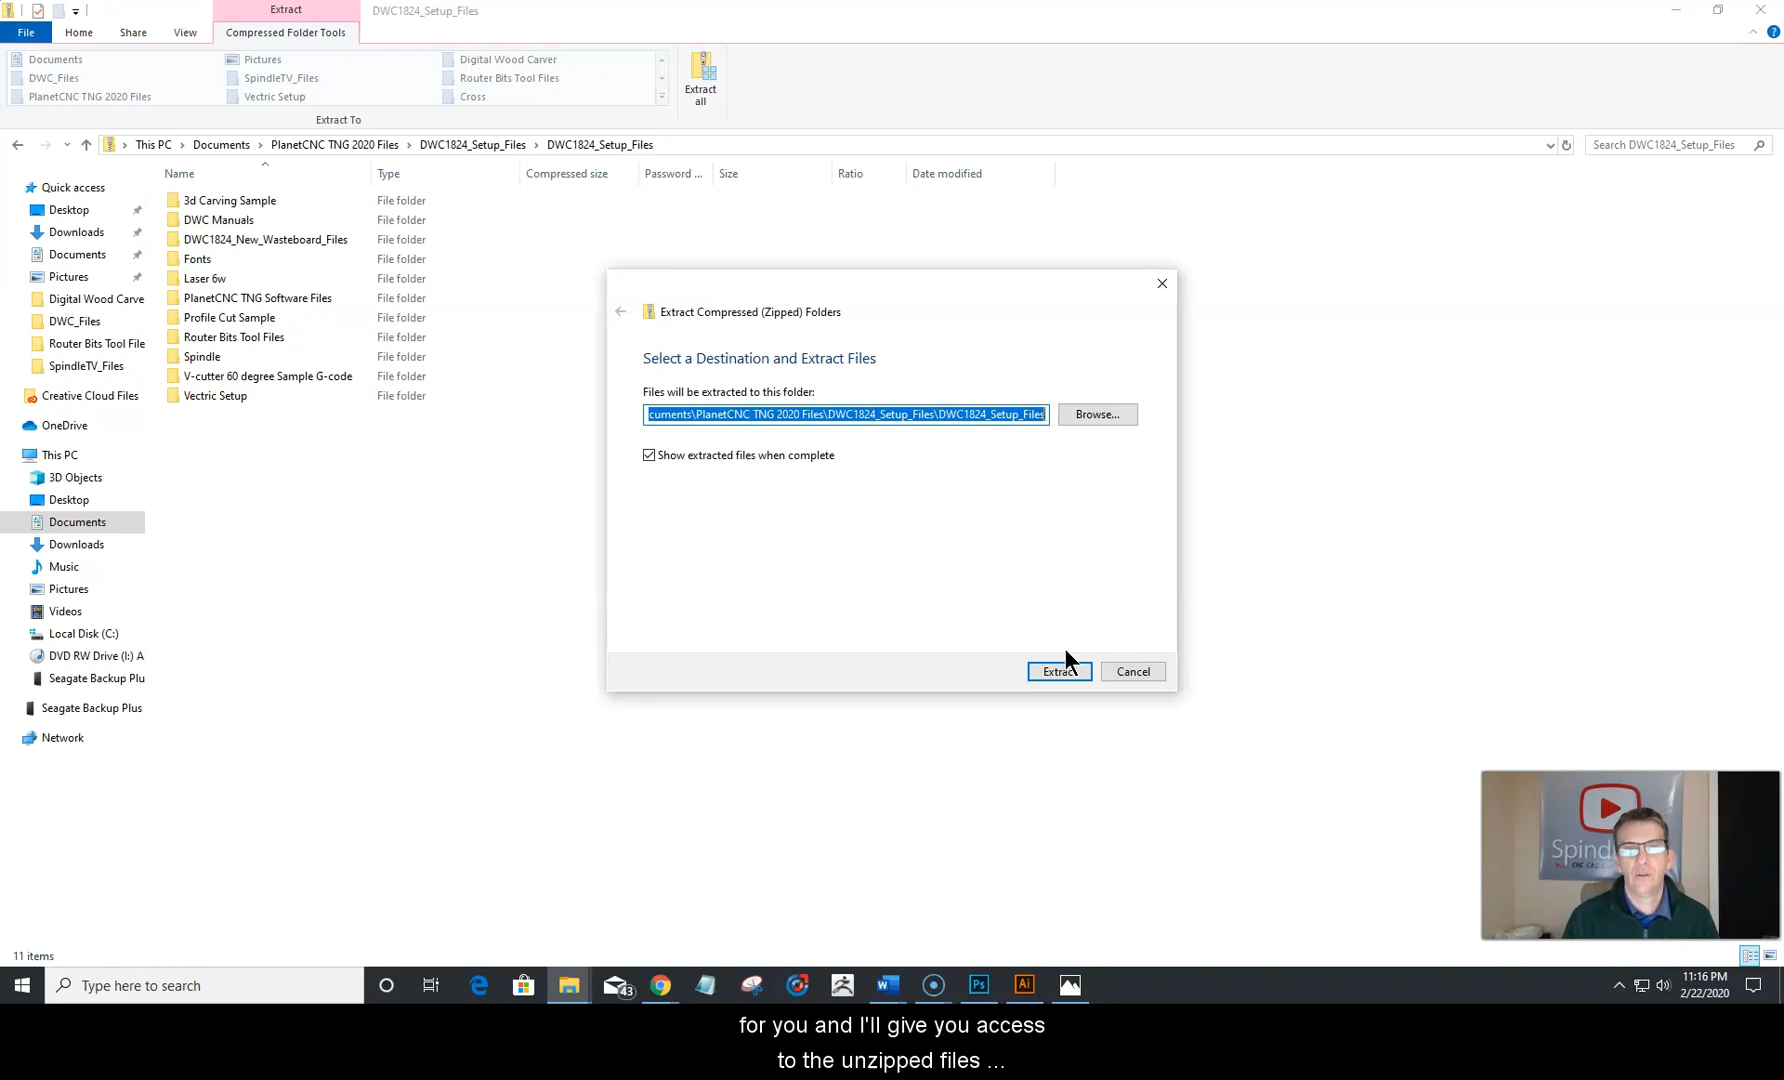 Extract
DWC1824_Setup_Files
File
Home
Share
View
Compressed Folder Tools
Documents
Pictures
Digital Wood Carver
DWC_Files
SpindleTV_Files
Router Bits Tool Files
PlanetCNC TNG 2020 Files
Vectric Setup
Cross
Extract
all
Extract To
This PC
Documents
PlanetCNC TNG 2020 Files
DWC1824_Setup_Files
DWC1824_Setup_Files
Search DWC1824_Setup_Files
Name
Type
Compressed size
Password ...
Size
Ratio
Date modified
Quick access
Desktop
Downloads
Documents
Pictures
Digital Wood Carve
DWC_Files
Router Bits Tool File
SpindleTV_Files
Creative Cloud Files
OneDrive
This PC
3D Objects
Desktop
Documents
Downloads
Music
Pictures
Videos
Local Disk (C:)
DVD RW Drive (I:) A
Seagate Backup Plu
Seagate Backup Plus
Network
3d Carving Sample File folder
DWC Manuals File folder
DWC1824_New_Wasteboard_Files File folder
Fonts File folder
Laser 6w File folder
PlanetCNC TNG Software Files File folder
Profile Cut Sample File folder
Router Bits Tool Files File folder
Spindle File folder
V-cutter 60 degree Sample G-code File folder
Vectric Setup File folder
Extract Compressed (Zipped) Folders
Select a Destination and Extract Files
Files will be extracted to this folder:
cuments\PlanetCNC TNG 2020 Files\DWC1824_Setup_Files\DWC1824_Setup_Files
Browse...
Show extracted files when complete
Extrac
Cancel
Spind
11 items
Type here to search
43
W
Ps
Ai
11:16 PM
2/22/2020
for you and I'll give you access
to the unzipped files ...